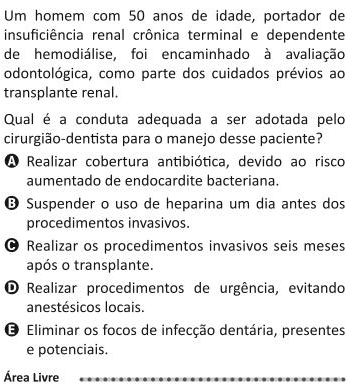 Um homem com 50 anos de idade, portador de
insuficiência renal crônica terminal e dependente
de hemodiálise, foi encaminhado à avaliação
odontológica, como parte dos cuidados prévios ao
transplante renal.
Qual é a conduta adequada a ser adotada pelo
cirurgião-dentista para o manejo desse paciente?
A Realizar cobertura antibiótica, devido ao risco
aumentado de endocardite bacteriana.
B Suspender o uso de heparina um dia antes dos
procedimentos invasivos.
C Realizar os procedimentos invasivos seis meses
após o transplante.
D Realizar procedimentos de urgência, evitando
anestésicos locais.
E Eliminar os focos de infecção dentária, presentes
e potenciais.
Área Livre